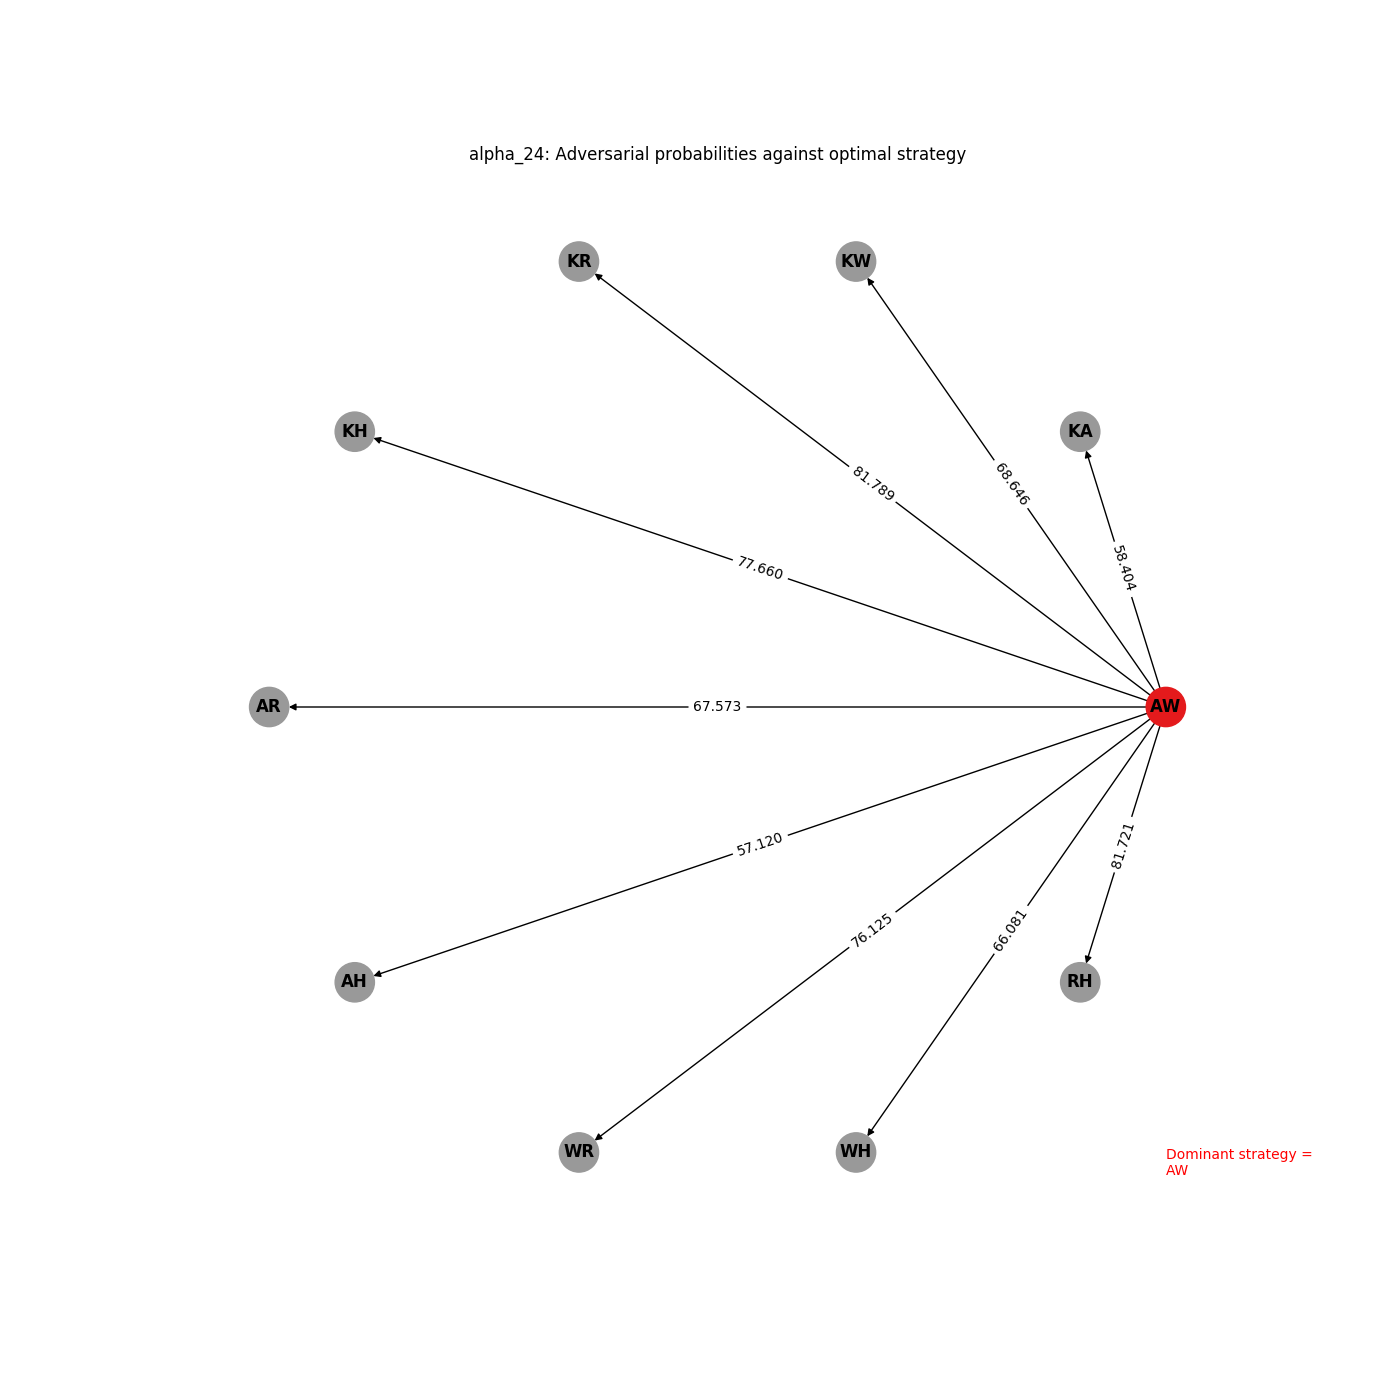 alpha_24: Adversarial probabilities against optimal strategy
KR
KW
KH
KA
81.789
68.646
77.660
58.404
AR
67.573
AW
57.120
81.721
76.125
66.081
AH
RH
WR
WH
Dominant strategy =
AW